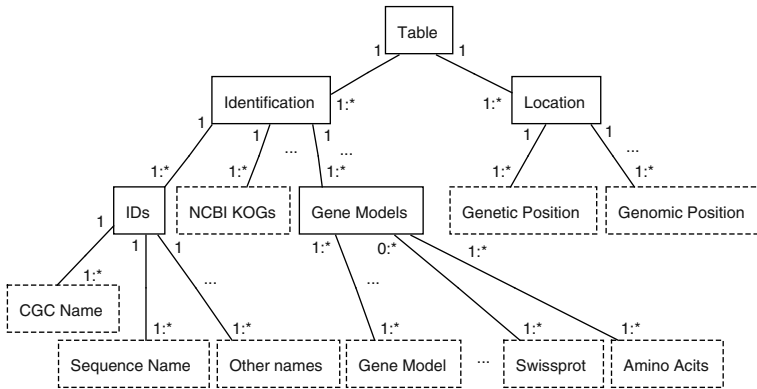 Table
1 1
Identification 1:* 1:* Location
1 1 1 1 1
... ... ...
1:* 1:* 1:* 1:* 1:*
IDs NCBI KOGs Gene Models Genetic Position Genomic Position
1 1 1 1:* 0:* 1:*
1:* ... ...
CGC Name
1:* 1:* 1:* 1:* 1:*
Sequence Name Other names Gene Model ... Swissprot Amino Acits